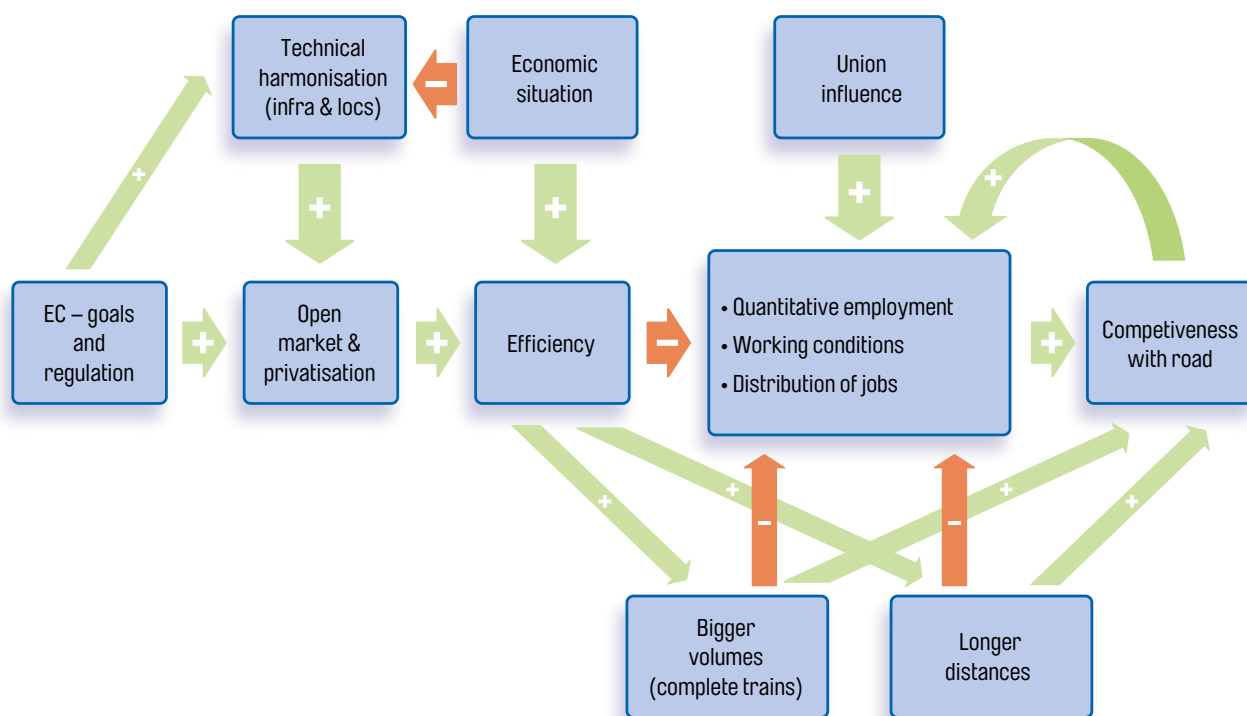 Technical
harmonisation
(infra & locs)
−
Economic
situation
Union
influence
+
+
+
+
+
EC – goals
and
regulation
+
Open
market &
privatisation
+
Efficiency
−
• Quantitative employment
• Working conditions
• Distribution of jobs
+
Competiveness
with road
+
+
−
−
+
+
Bigger
volumes
(complete trains)
Longer
distances